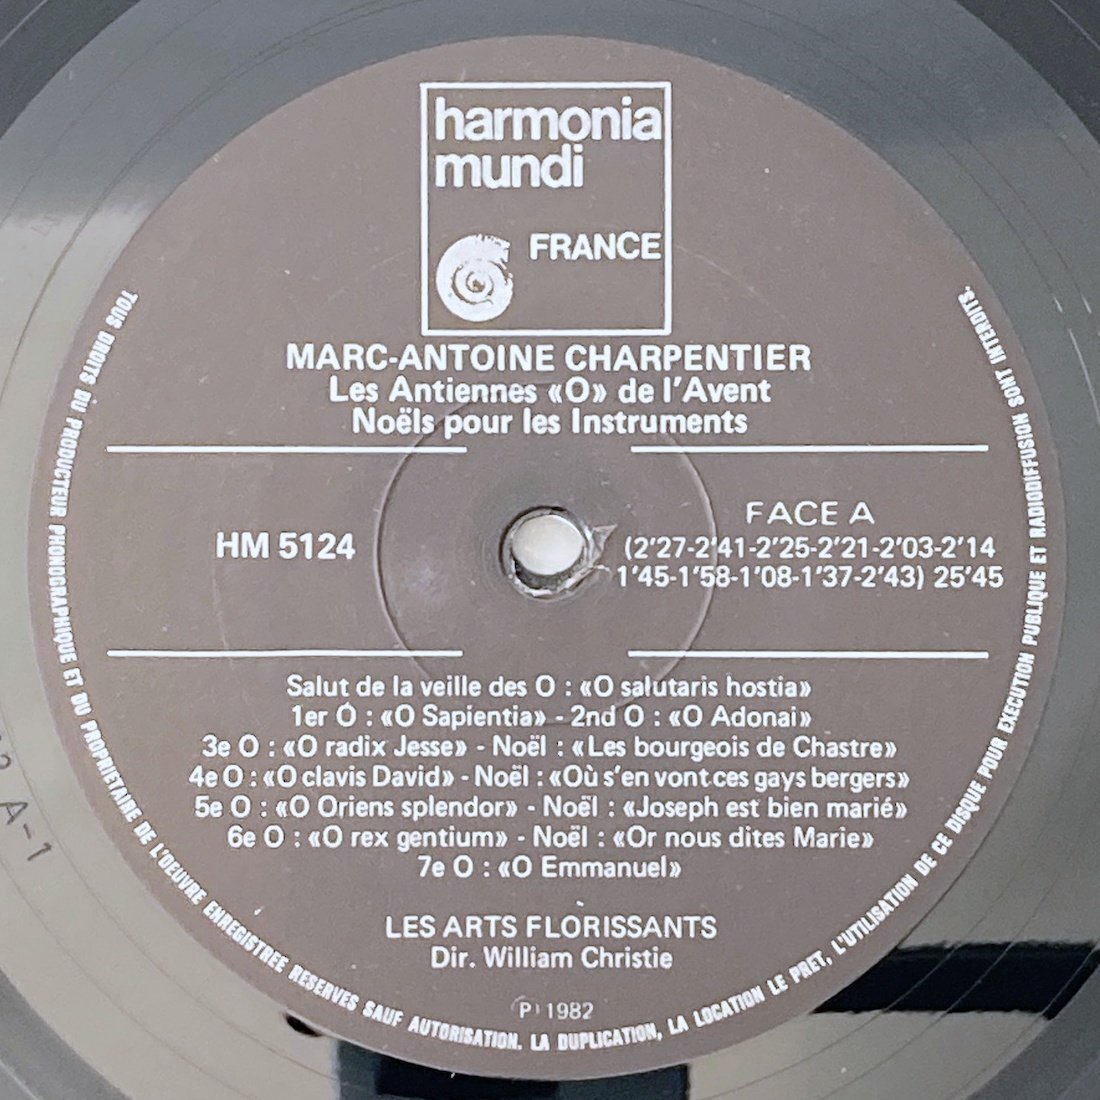 harmonia
mundi
FRANCE
MARC-ANTOINE CHARPENTIER
Les Antiennes «O» de l'Avent
Noëls pour les Instruments
HM 5124
FACE A
(2'27-2'41-2'25-2'21-2'03-2'14
1'45-1'58-1'08-1'37-2'43) 25'45
Salut de la veille des O : «O salutaris hostia»
1er O : «O Sapientia» - 2nd O : «O Adonai»
3e O : «O radix Jesse» - Noël : «Les bourgeois de Chastre»
4e O : «O clavis David» - Noël : «Où s'en vont ces gays bergers»
5e O : «O Oriens splendor» - Noël : «Joseph est bien marié»
6e O : «O rex gentium» - Noël : «Or nous dites Marie»
7e O : «O Emmanuel»
LES ARTS FLORISSANTS
Dir. William Christie
(P) 1982
TOUS DROITS DU PRODUCTEUR PHONOGRAPHIQUE ET DU PROPRIETAIRE DE L'OEUVRE ENREGISTREE RESERVES SAUF AUTORISATION. LA DUPLICATION, LA LOCATION LE PRET, L'UTILISATION DE CE DISQUE POUR EXECUTION PUBLIQUE ET RADIODIFFUSION SONT INTERDITS.
A-1